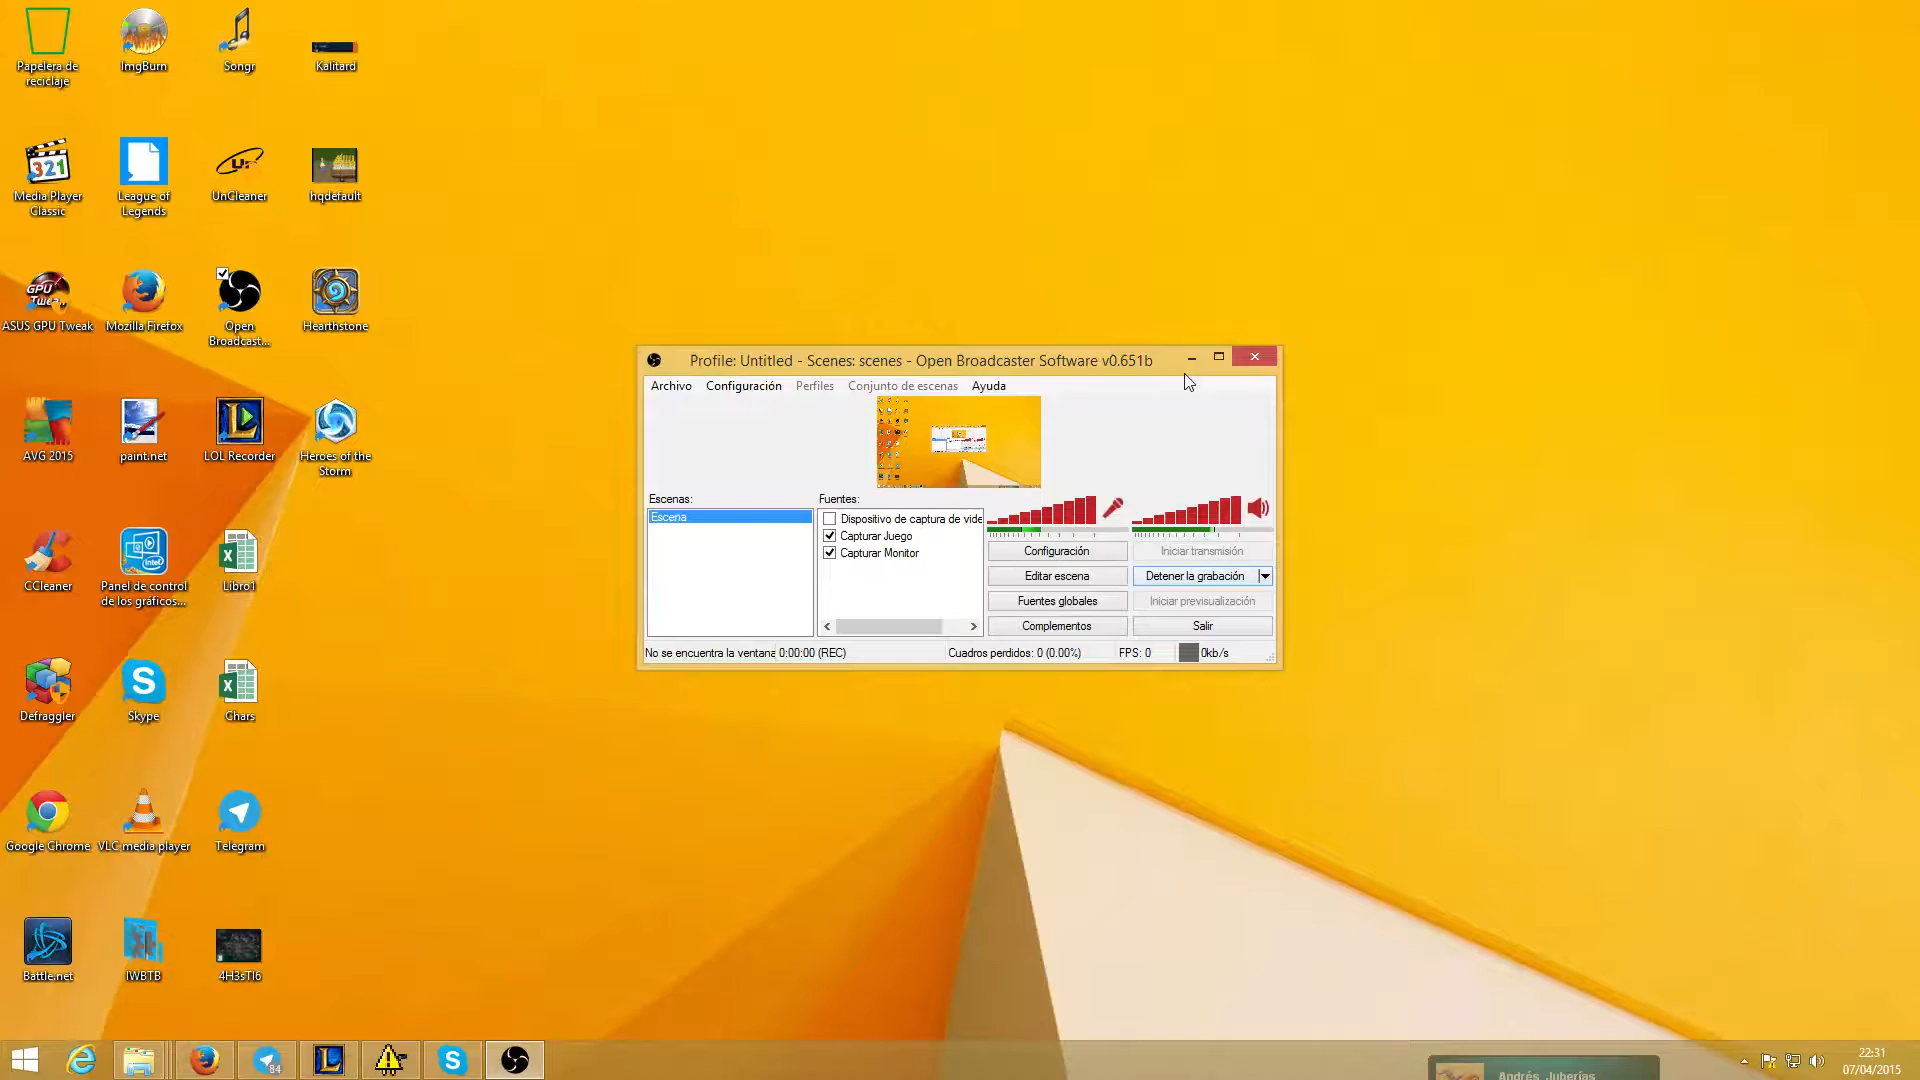 Papelera de
reciclaje
ImgBurn
Songr
Kalitard
321
Media Player
Classic
League of
Legends
Ur
UnCleaner
hqdefault
GPU
Tweak
ASUS GPU Tweak
Mozilla Firefox
Open
Broadcast...
Hearthstone
AVG 2015
paint.net
LOL Recorder
Heroes of the
Storm
CCleaner
intel
Panel de control
de los gráficos...
Libro1
Defraggler
Skype
Chars
Google Chrome
VLC media player
Telegram
Battle.net
IWBTB
4H3sTl6
Profile: Untitled - Scenes: scenes - Open Broadcaster Software v0.651b
Archivo
Configuración
Perfiles
Conjunto de escenas
Ayuda
Escenas:
Escena
Fuentes:
Dispositivo de captura de vide
Capturar Juego
Capturar Monitor
Configuración
Iniciar transmisión
Editar escena
Detener la grabación
Fuentes globales
Iniciar previsualización
Complementos
Salir
No se encuentra la ventana
0:00:00 (REC)
Cuadros perdidos: 0 (0.00%)
FPS: 0
0kb/s
84
Andrés Juberías
22:31
07/04/2015